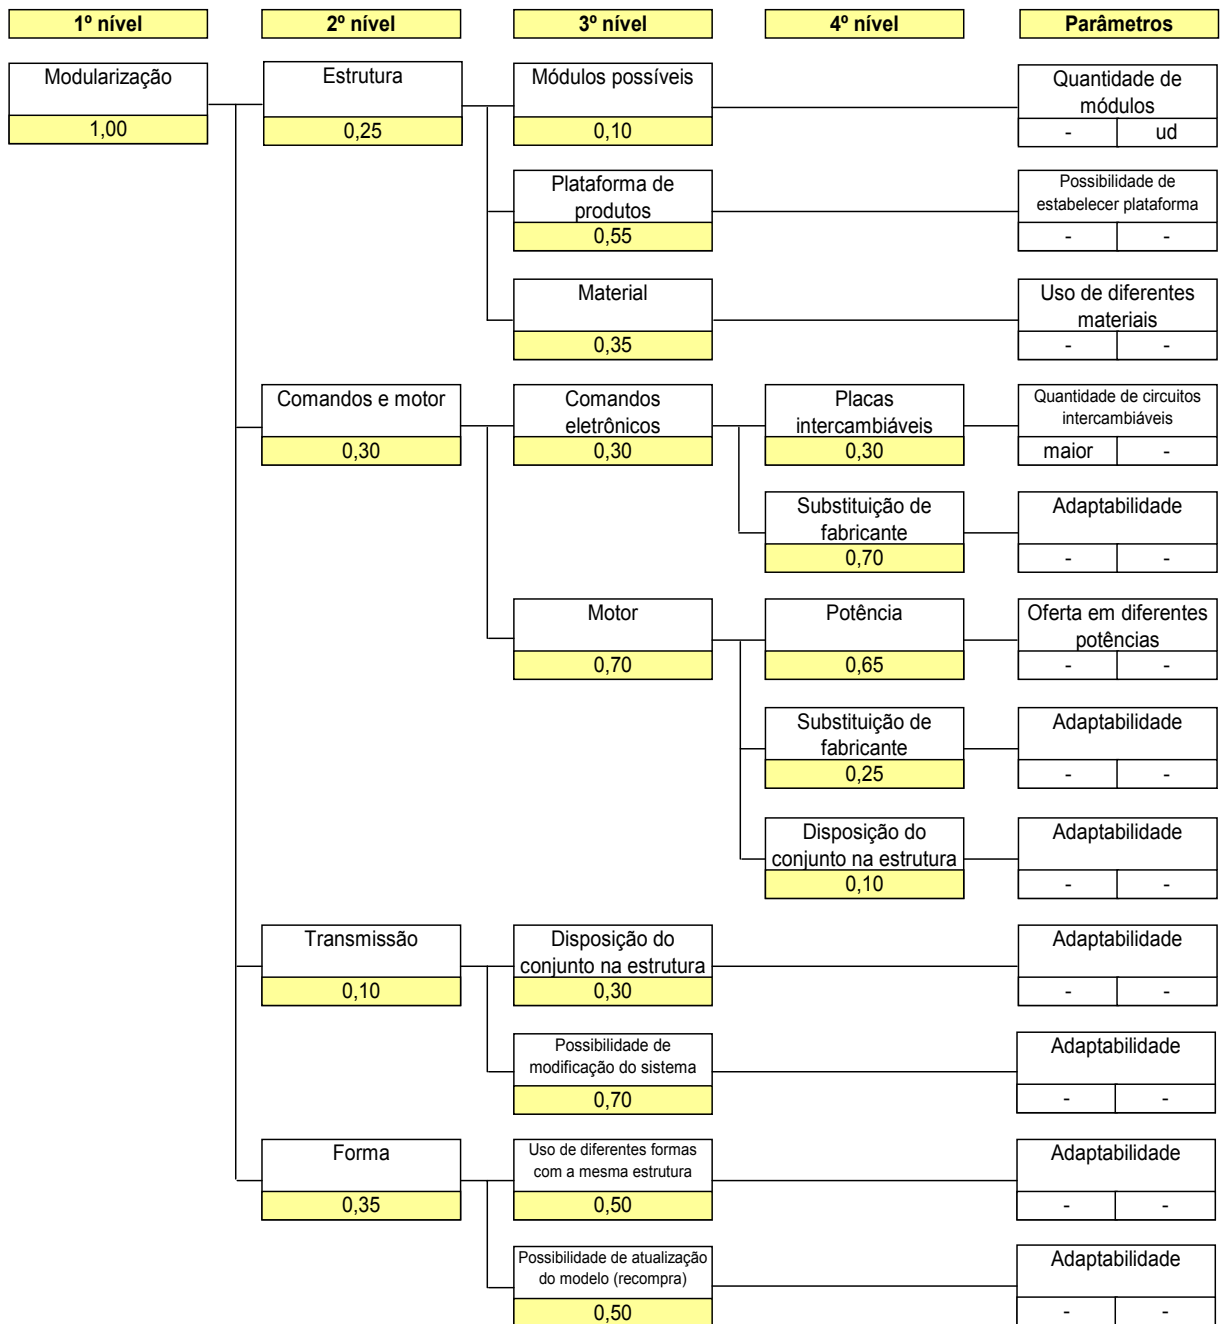 1º nível
2º nível
3º nível
4º nível
Parâmetros
Modularização
1,00
Estrutura
0,25
Módulos possíveis
0,10
Quantidade de
módulos
- ud
Plataforma de
produtos
0,55
Possibilidade de
estabelecer plataforma
- -
Material
0,35
Uso de diferentes
materiais
- -
Comandos e motor
0,30
Comandos
eletrônicos
0,30
Placas
intercambiáveis
0,30
Quantidade de circuitos
intercambiáveis
maior -
Substituição de
fabricante
0,70
Adaptabilidade
- -
Motor
0,70
Potência
0,65
Oferta em diferentes
potências
- -
Substituição de
fabricante
0,25
Adaptabilidade
- -
Disposição do
conjunto na estrutura
0,10
Adaptabilidade
- -
Transmissão
0,10
Disposição do
conjunto na estrutura
0,30
Adaptabilidade
- -
Possibilidade de
modificação do sistema
0,70
Adaptabilidade
- -
Forma
0,35
Uso de diferentes formas
com a mesma estrutura
0,50
Adaptabilidade
- -
Possibilidade de atualização
do modelo (recompra)
0,50
Adaptabilidade
- -